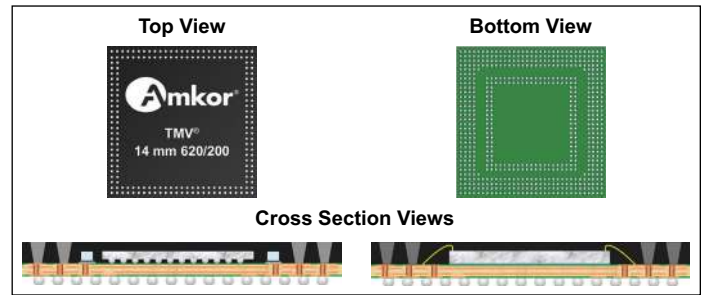 Top View
Bottom View
Amkor®
TMV®
14 mm 620/200
Cross Section Views